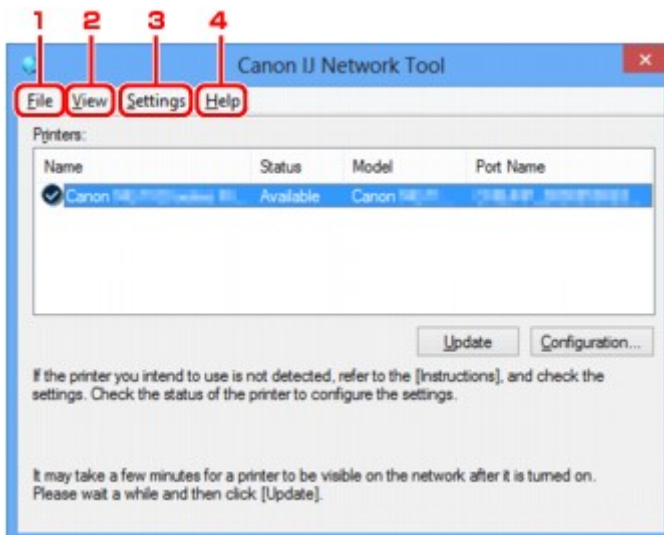 1 2 3 4
Canon IJ Network Tool
File View Settings Help
Printers:
Name Status Model Port Name
Canon Available Canon
Update Configuration...
If the printer you intend to use is not detected, refer to the [Instructions], and check the
settings. Check the status of the printer to configure the settings.
It may take a few minutes for a printer to be visible on the network after it is turned on.
Please wait a while and then click [Update].